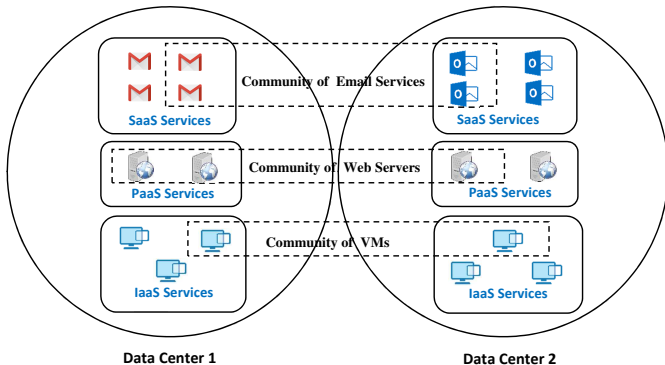 Community of Email Services
SaaS Services
SaaS Services
Community of Web Servers
PaaS Services
PaaS Services
Community of VMs
IaaS Services
IaaS Services
Data Center 1
Data Center 2